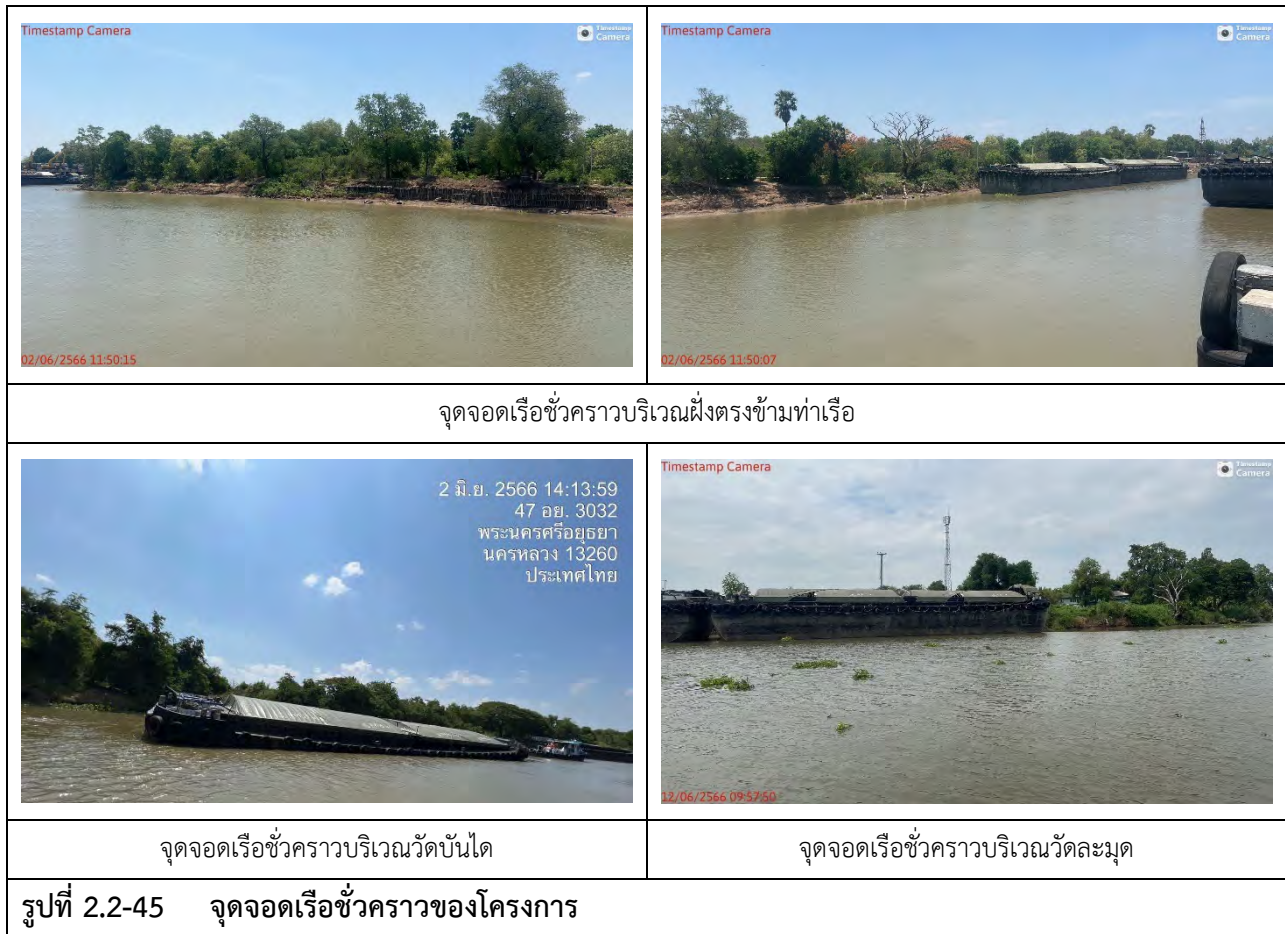 Timestamp Camera
Timestamp
Camera
02/06/2566 11:50:15
Timestamp Camera
Timestamp
Camera
02/06/2566 11:50:07
จุดจอดเรือชั่วคราวบริเวณฝั่งตรงข้ามท่าเรือ
2 มิ.ย. 2566 14:13:59
47 อย. 3032
พระนครศรีอยุธยา
นครหลวง 13260
ประเทศไทย
Timestamp Camera
Timestamp
Camera
12/06/2566 09:57:50
จุดจอดเรือชั่วคราวบริเวณวัดบันได
จุดจอดเรือชั่วคราวบริเวณวัดละมุด
รูปที่ 2.2-45 จุดจอดเรือชั่วคราวของโครงการ